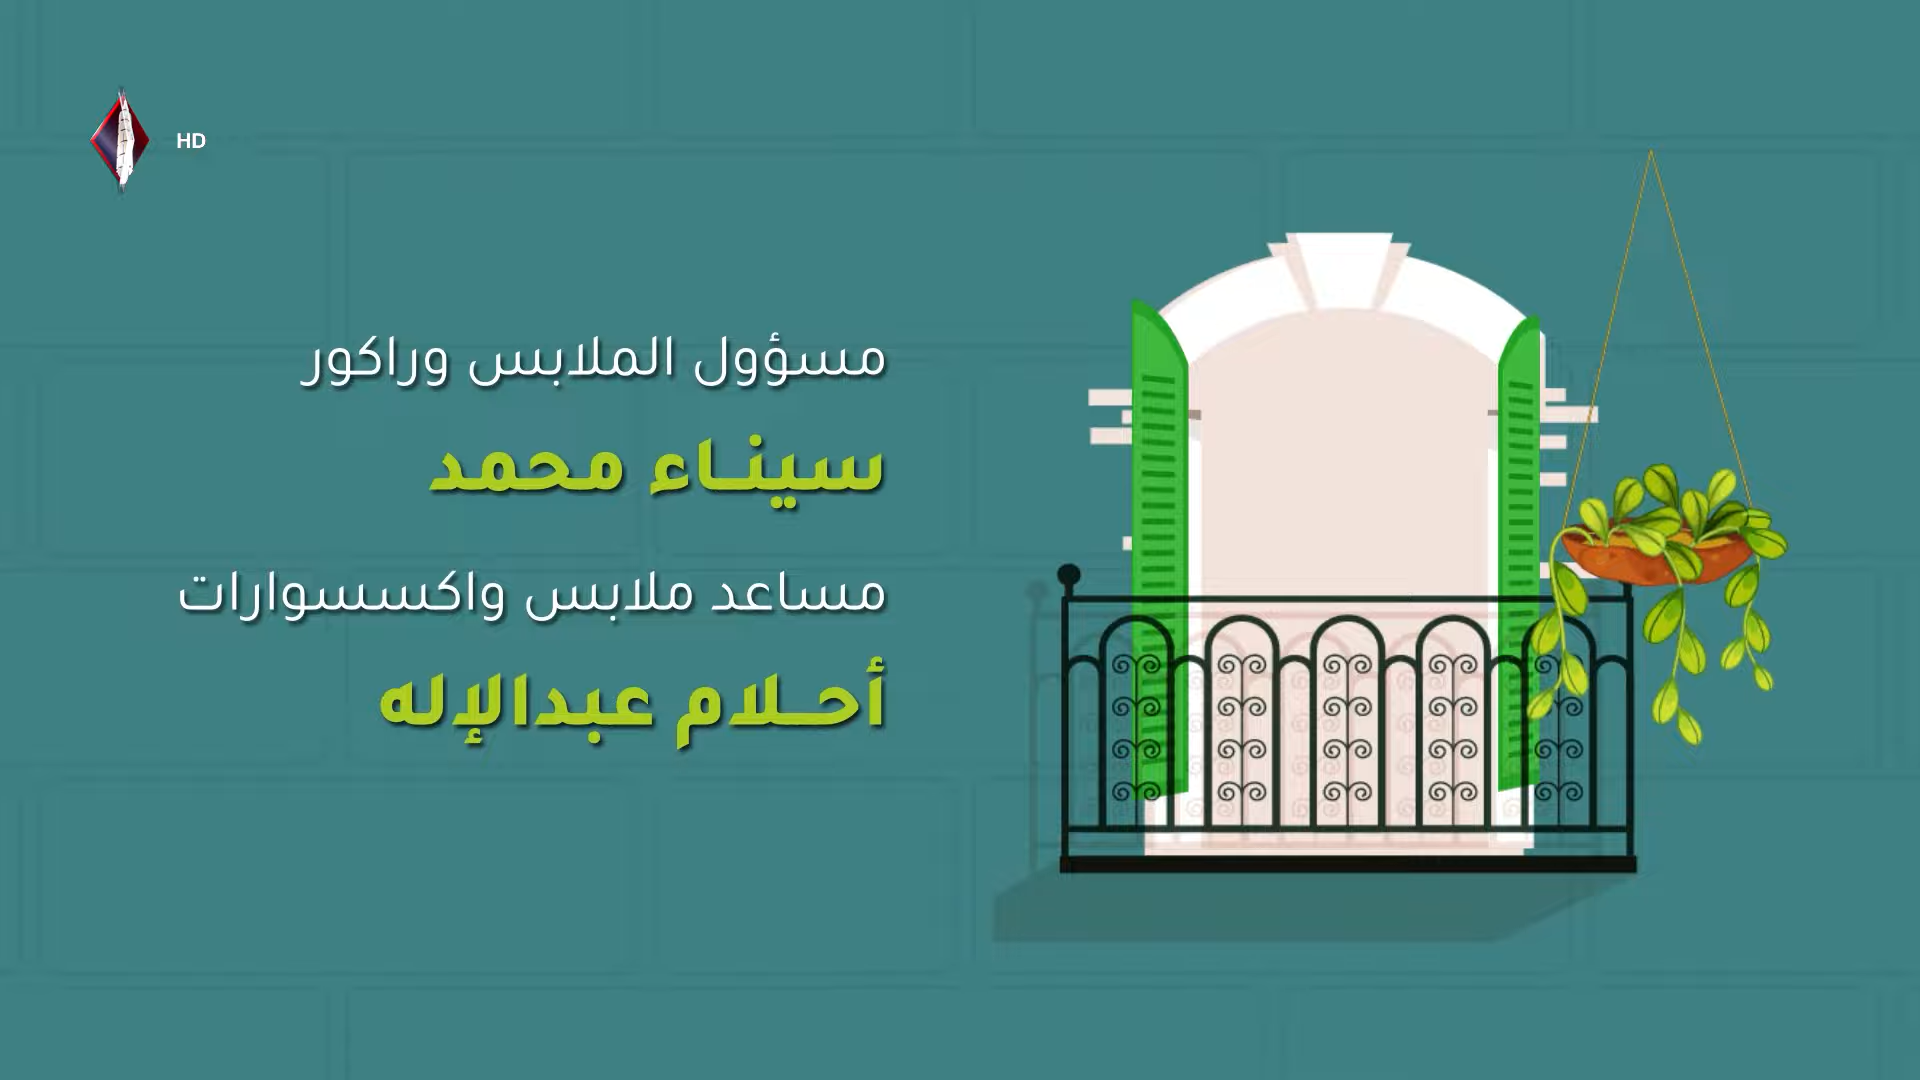 HD
مسؤول الملابس وراكور
سينـاء محمد
مساعد ملابس واكسسوارات
أحـلام عبدالإله